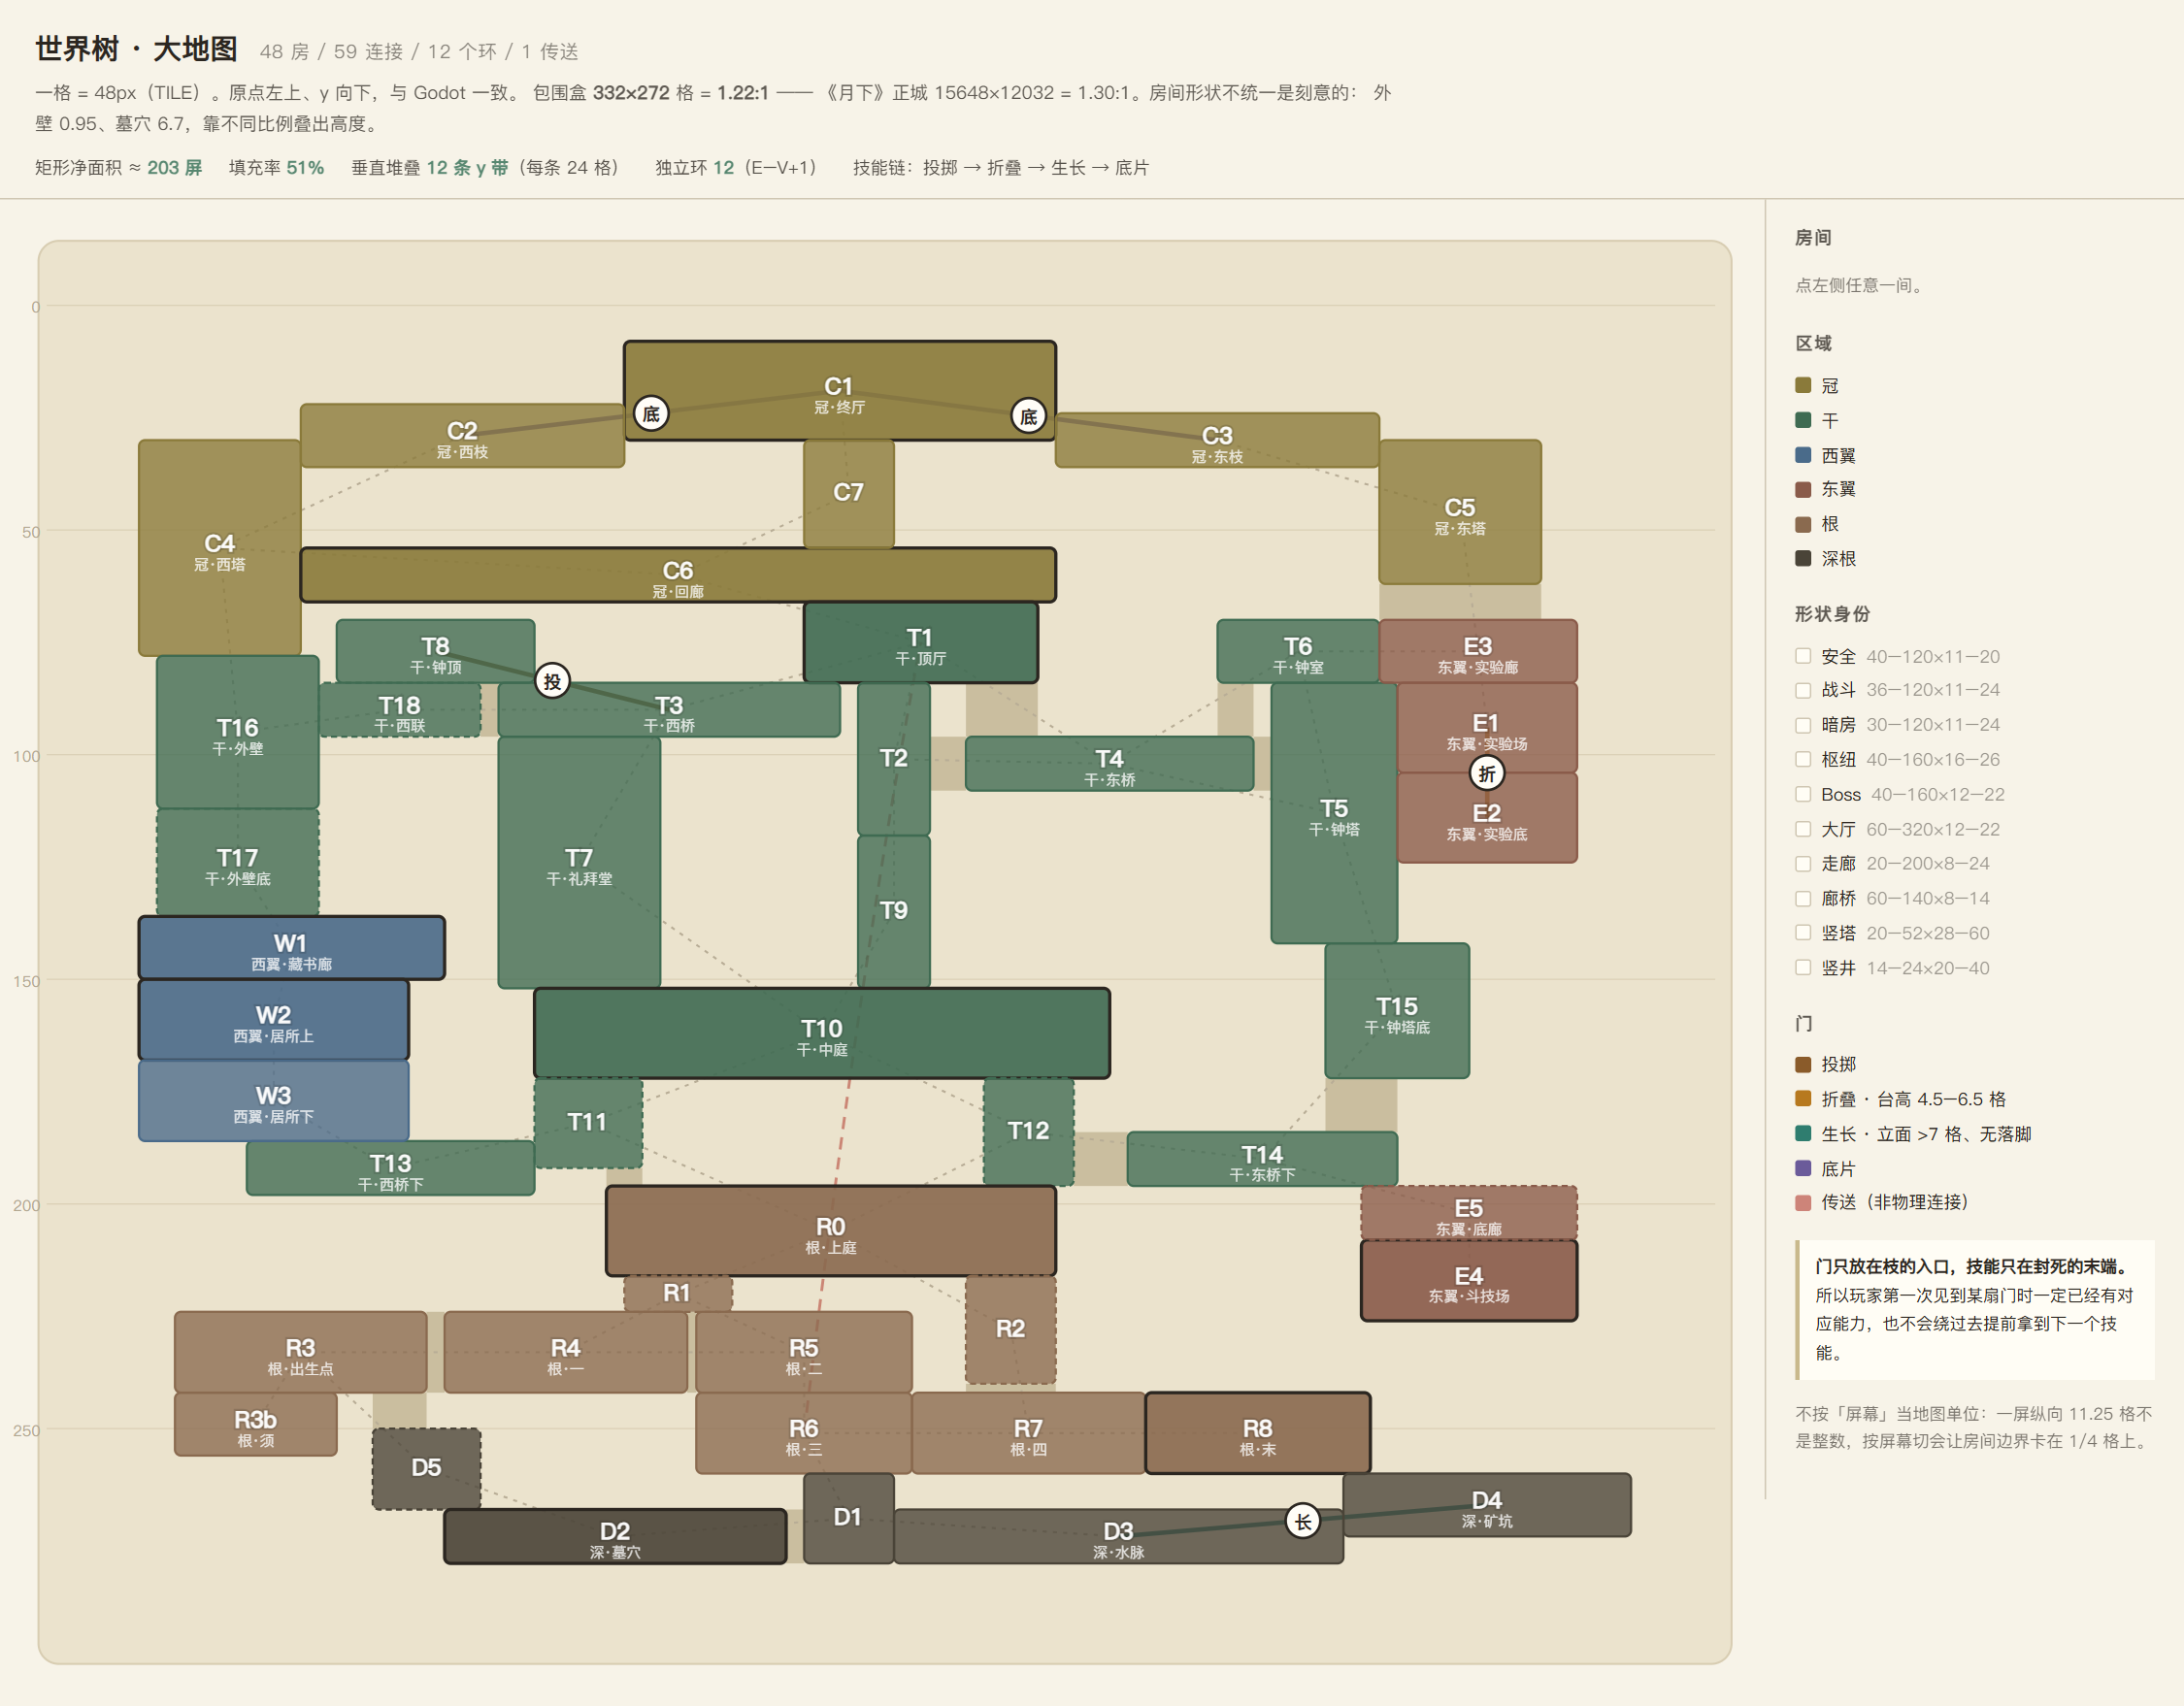 世界树 · 大地图 48 房 / 59 连接 / 12 个环 / 1 传送
一格 = 48px（TILE）。原点左上、y 向下，与 Godot 一致。 包围盒 332×272 格 = 1.22:1 —— 《月下》正城 15648×12032 = 1.30:1。房间形状不统一是刻意的： 外
壁 0.95、墓穴 6.7，靠不同比例叠出高度。
矩形净面积 ≈ 203 屏 填充率 51% 垂直堆叠 12 条 y 带（每条 24 格） 独立环 12（E−V+1） 技能链：投掷 → 折叠 → 生长 → 底片
0
50
100
150
200
250
C1
冠·终厅
底
底
C2
冠·西枝
C3
冠·东枝
C7
C5
冠·东塔
C4
冠·西塔
C6
冠·回廊
T8
干·钟顶
投
T1
干·顶厅
T6
干·钟室
E3
东翼·实验廊
T18
干·西联
T3
干·西桥
T16
干·外壁
T2
T4
干·东桥
E1
东翼·实验场
折
E2
东翼·实验底
T5
干·钟塔
T17
干·外壁底
T7
干·礼拜堂
T9
W1
西翼·藏书廊
W2
西翼·居所上
T10
干·中庭
T15
干·钟塔底
W3
西翼·居所下
T11
T12
T13
干·西桥下
T14
干·东桥下
R0
根·上庭
E5
东翼·底廊
E4
东翼·斗技场
R1
R2
R3
根·出生点
R4
根·一
R5
根·二
R3b
根·须
R6
根·三
R7
根·四
R8
根·末
D5
D1
D2
深·墓穴
D3
深·水脉
长
D4
深·矿坑
房间
点左侧任意一间。
区域
冠
干
西翼
东翼
根
深根
形状身份
安全 40–120×11–20
战斗 36–120×11–24
暗房 30–120×11–24
枢纽 40–160×16–26
Boss 40–160×12–22
大厅 60–320×12–22
走廊 20–200×8–24
廊桥 60–140×8–14
竖塔 20–52×28–60
竖井 14–24×20–40
门
投掷
折叠 · 台高 4.5–6.5 格
生长 · 立面 >7 格、无落脚
底片
传送（非物理连接）
门只放在枝的入口，技能只在封死的末端。
所以玩家第一次见到某扇门时一定已经有对
应能力，也不会绕过去提前拿到下一个技
能。
不按「屏幕」当地图单位：一屏纵向 11.25 格不
是整数，按屏幕切会让房间边界卡在 1/4 格上。